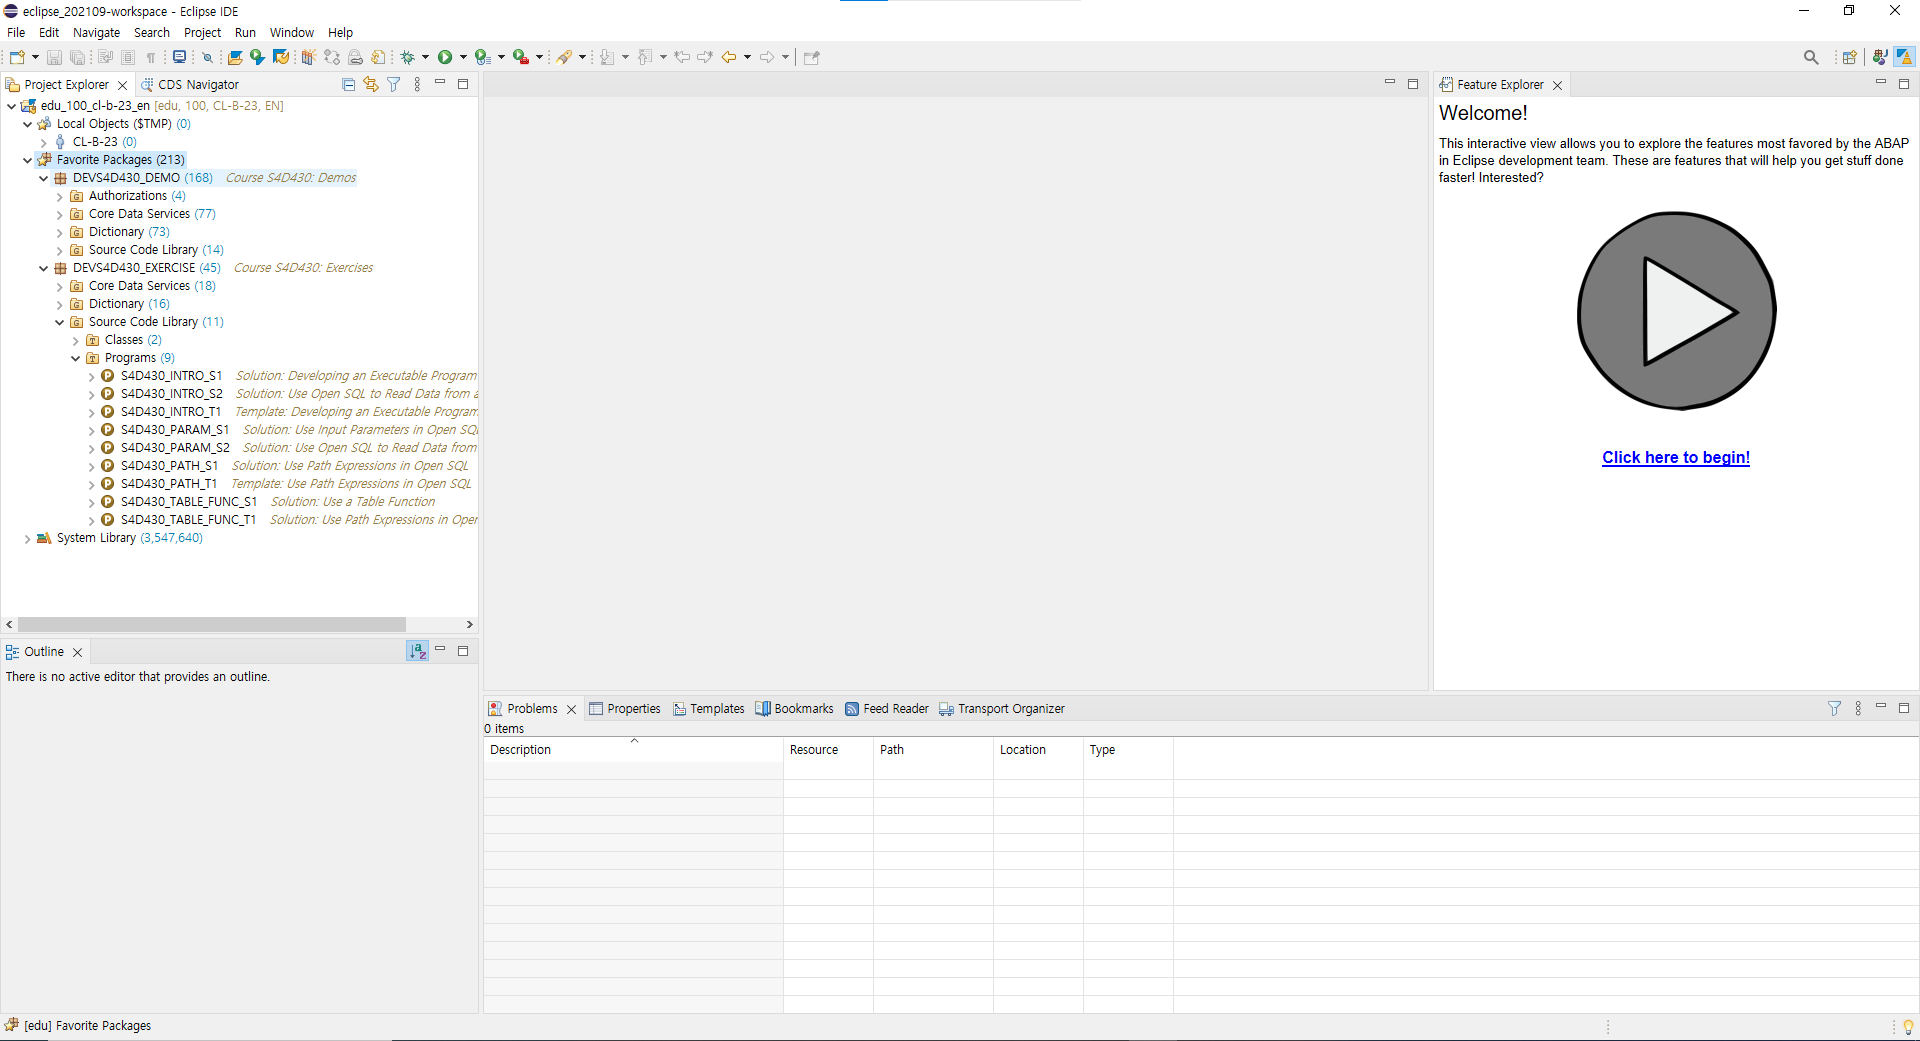 eclipse_202109-workspace - Eclipse IDE
File Edit Navigate Search Project Run Window Help
Project Explorer CDS Navigator
edu_100_cl-b-23_en [edu, 100, CL-B-23, EN]
Local Objects ($TMP) (0)
CL-B-23 (0)
Favorite Packages (213)
DEVS4D430_DEMO (168) Course S4D430: Demos
Authorizations (4)
Core Data Services (77)
Dictionary (73)
Source Code Library (14)
DEVS4D430_EXERCISE (45) Course S4D430: Exercises
Core Data Services (18)
Dictionary (16)
Source Code Library (11)
Classes (2)
Programs (9)
S4D430_INTRO_S1 Solution: Developing an Executable Program
S4D430_INTRO_S2 Solution: Use Open SQL to Read Data from a
S4D430_INTRO_T1 Template: Developing an Executable Program
S4D430_PARAM_S1 Solution: Use Input Parameters in Open SQL
S4D430_PARAM_S2 Solution: Use Open SQL to Read Data from
S4D430_PATH_S1 Solution: Use Path Expressions in Open SQL
S4D430_PATH_T1 Template: Use Path Expressions in Open SQL
S4D430_TABLE_FUNC_S1 Solution: Use a Table Function
S4D430_TABLE_FUNC_T1 Solution: Use Path Expressions in Oper
System Library (3,547,640)
Outline
There is no active editor that provides an outline.
Feature Explorer
Welcome!
This interactive view allows you to explore the features most favored by the ABAP
in Eclipse development team. These are features that will help you get stuff done
faster! Interested?
Click here to begin!
Problems Properties Templates Bookmarks Feed Reader Transport Organizer
0 items
Description Resource Path Location Type
[edu] Favorite Packages